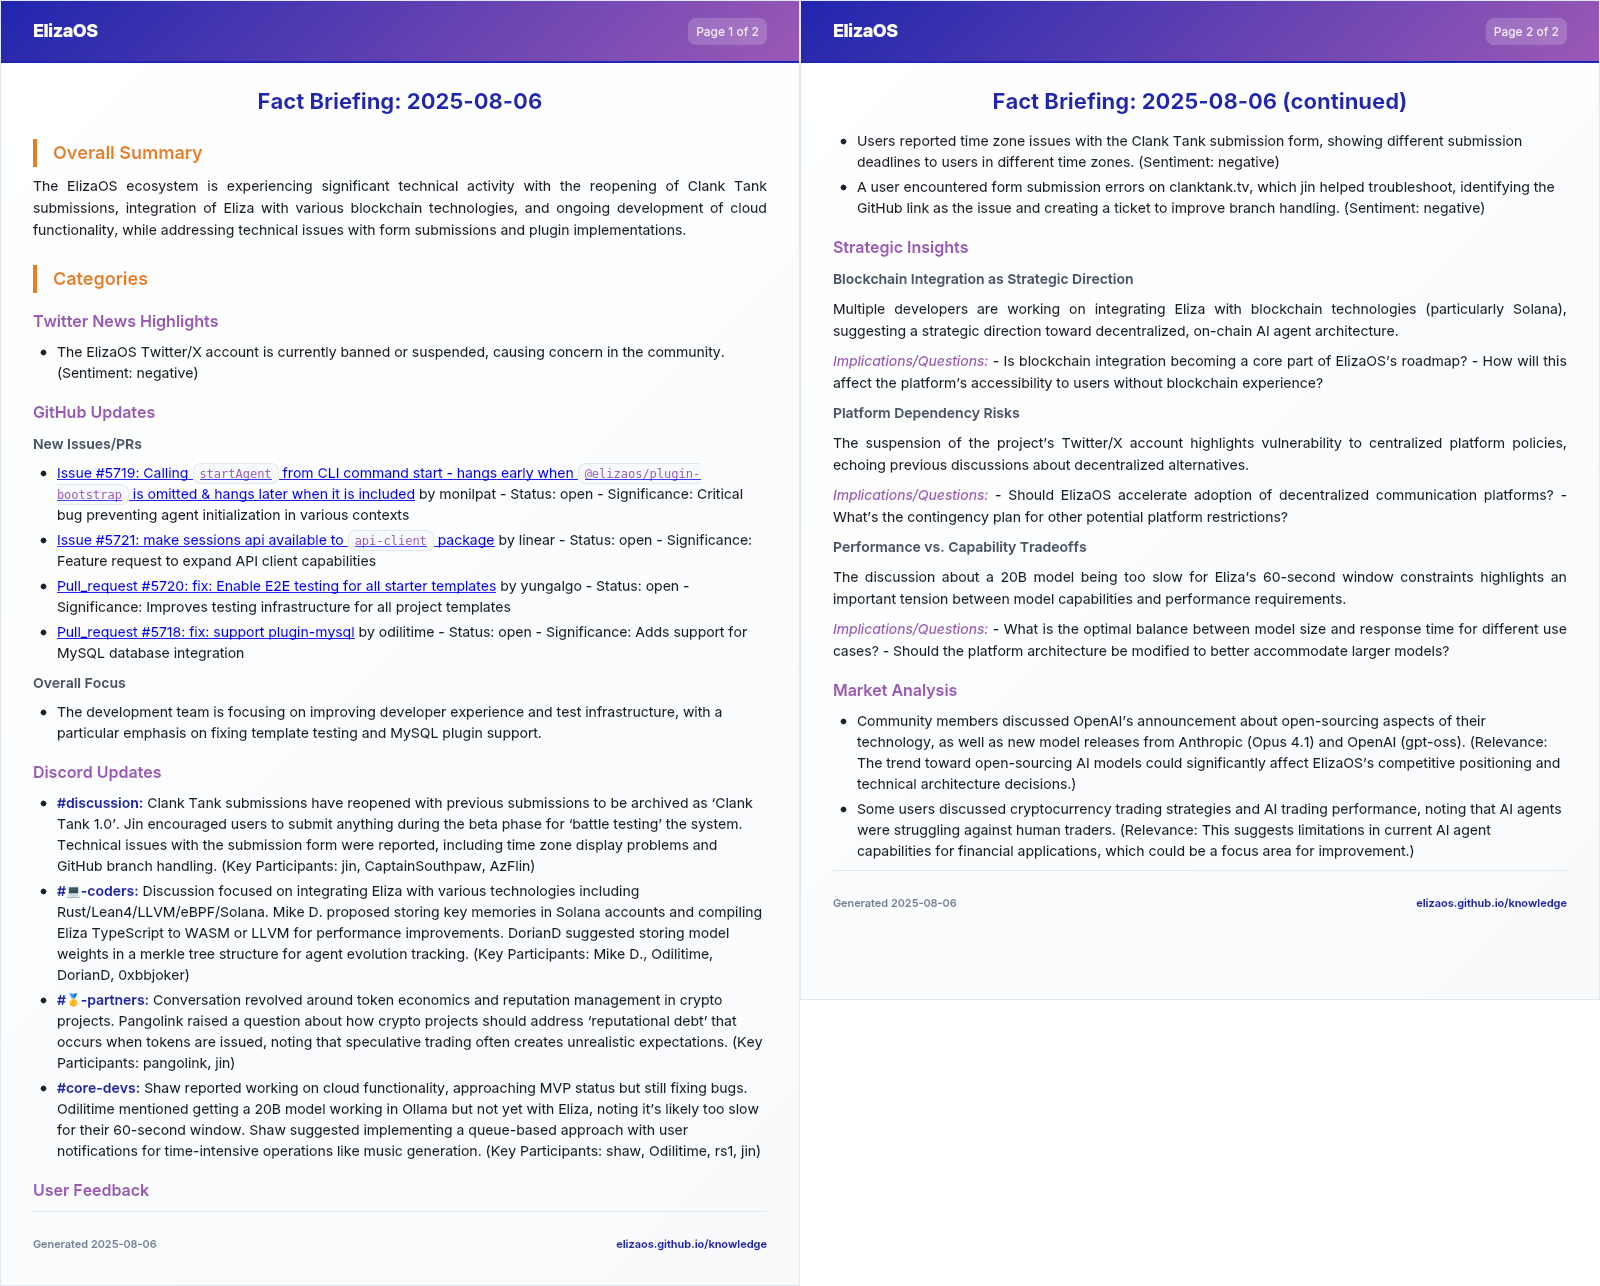 ElizaOS
Page 1 of 2
Fact Briefing: 2025-08-06
Overall Summary
The ElizaOS ecosystem is experiencing significant technical activity with the reopening of Clank Tank
submissions, integration of Eliza with various blockchain technologies, and ongoing development of cloud
functionality, while addressing technical issues with form submissions and plugin implementations.
Categories
Twitter News Highlights
• The ElizaOS Twitter/X account is currently banned or suspended, causing concern in the community.
(Sentiment: negative)
GitHub Updates
New Issues/PRs
• Issue #5719: Calling startAgent from CLI command start - hangs early when @elizaos/plugin-
bootstrap is omitted & hangs later when it is included by monilpat - Status: open - Significance: Critical
bug preventing agent initialization in various contexts
• Issue #5721: make sessions api available to api-client package by linear - Status: open - Significance:
Feature request to expand API client capabilities
• Pull_request #5720: fix: Enable E2E testing for all starter templates by yungalgo - Status: open -
Significance: Improves testing infrastructure for all project templates
• Pull_request #5718: fix: support plugin-mysql by odilitime - Status: open - Significance: Adds support for
MySQL database integration
Overall Focus
• The development team is focusing on improving developer experience and test infrastructure, with a
particular emphasis on fixing template testing and MySQL plugin support.
Discord Updates
• #discussion: Clank Tank submissions have reopened with previous submissions to be archived as ‘Clank
Tank 1.0’. Jin encouraged users to submit anything during the beta phase for ‘battle testing’ the system.
Technical issues with the submission form were reported, including time zone display problems and
GitHub branch handling. (Key Participants: jin, CaptainSouthpaw, AzFlin)
• #💻-coders: Discussion focused on integrating Eliza with various technologies including
Rust/Lean4/LLVM/eBPF/Solana. Mike D. proposed storing key memories in Solana accounts and compiling
Eliza TypeScript to WASM or LLVM for performance improvements. DorianD suggested storing model
weights in a merkle tree structure for agent evolution tracking. (Key Participants: Mike D., Odilitime,
DorianD, 0xbbjoker)
• #🥇-partners: Conversation revolved around token economics and reputation management in crypto
projects. Pangolink raised a question about how crypto projects should address ‘reputational debt’ that
occurs when tokens are issued, noting that speculative trading often creates unrealistic expectations. (Key
Participants: pangolink, jin)
• #core-devs: Shaw reported working on cloud functionality, approaching MVP status but still fixing bugs.
Odilitime mentioned getting a 20B model working in Ollama but not yet with Eliza, noting it’s likely too slow
for their 60-second window. Shaw suggested implementing a queue-based approach with user
notifications for time-intensive operations like music generation. (Key Participants: shaw, Odilitime, rs1, jin)
User Feedback
Generated 2025-08-06
elizaos.github.io/knowledge
ElizaOS
Page 2 of 2
Fact Briefing: 2025-08-06 (continued)
• Users reported time zone issues with the Clank Tank submission form, showing different submission
deadlines to users in different time zones. (Sentiment: negative)
• A user encountered form submission errors on clanktank.tv, which jin helped troubleshoot, identifying the
GitHub link as the issue and creating a ticket to improve branch handling. (Sentiment: negative)
Strategic Insights
Blockchain Integration as Strategic Direction
Multiple developers are working on integrating Eliza with blockchain technologies (particularly Solana),
suggesting a strategic direction toward decentralized, on-chain AI agent architecture.
Implications/Questions: - Is blockchain integration becoming a core part of ElizaOS’s roadmap? - How will this
affect the platform’s accessibility to users without blockchain experience?
Platform Dependency Risks
The suspension of the project’s Twitter/X account highlights vulnerability to centralized platform policies,
echoing previous discussions about decentralized alternatives.
Implications/Questions: - Should ElizaOS accelerate adoption of decentralized communication platforms? -
What’s the contingency plan for other potential platform restrictions?
Performance vs. Capability Tradeoffs
The discussion about a 20B model being too slow for Eliza’s 60-second window constraints highlights an
important tension between model capabilities and performance requirements.
Implications/Questions: - What is the optimal balance between model size and response time for different use
cases? - Should the platform architecture be modified to better accommodate larger models?
Market Analysis
• Community members discussed OpenAI’s announcement about open-sourcing aspects of their
technology, as well as new model releases from Anthropic (Opus 4.1) and OpenAI (gpt-oss). (Relevance:
The trend toward open-sourcing AI models could significantly affect ElizaOS’s competitive positioning and
technical architecture decisions.)
• Some users discussed cryptocurrency trading strategies and AI trading performance, noting that AI agents
were struggling against human traders. (Relevance: This suggests limitations in current AI agent
capabilities for financial applications, which could be a focus area for improvement.)
Generated 2025-08-06
elizaos.github.io/knowledge